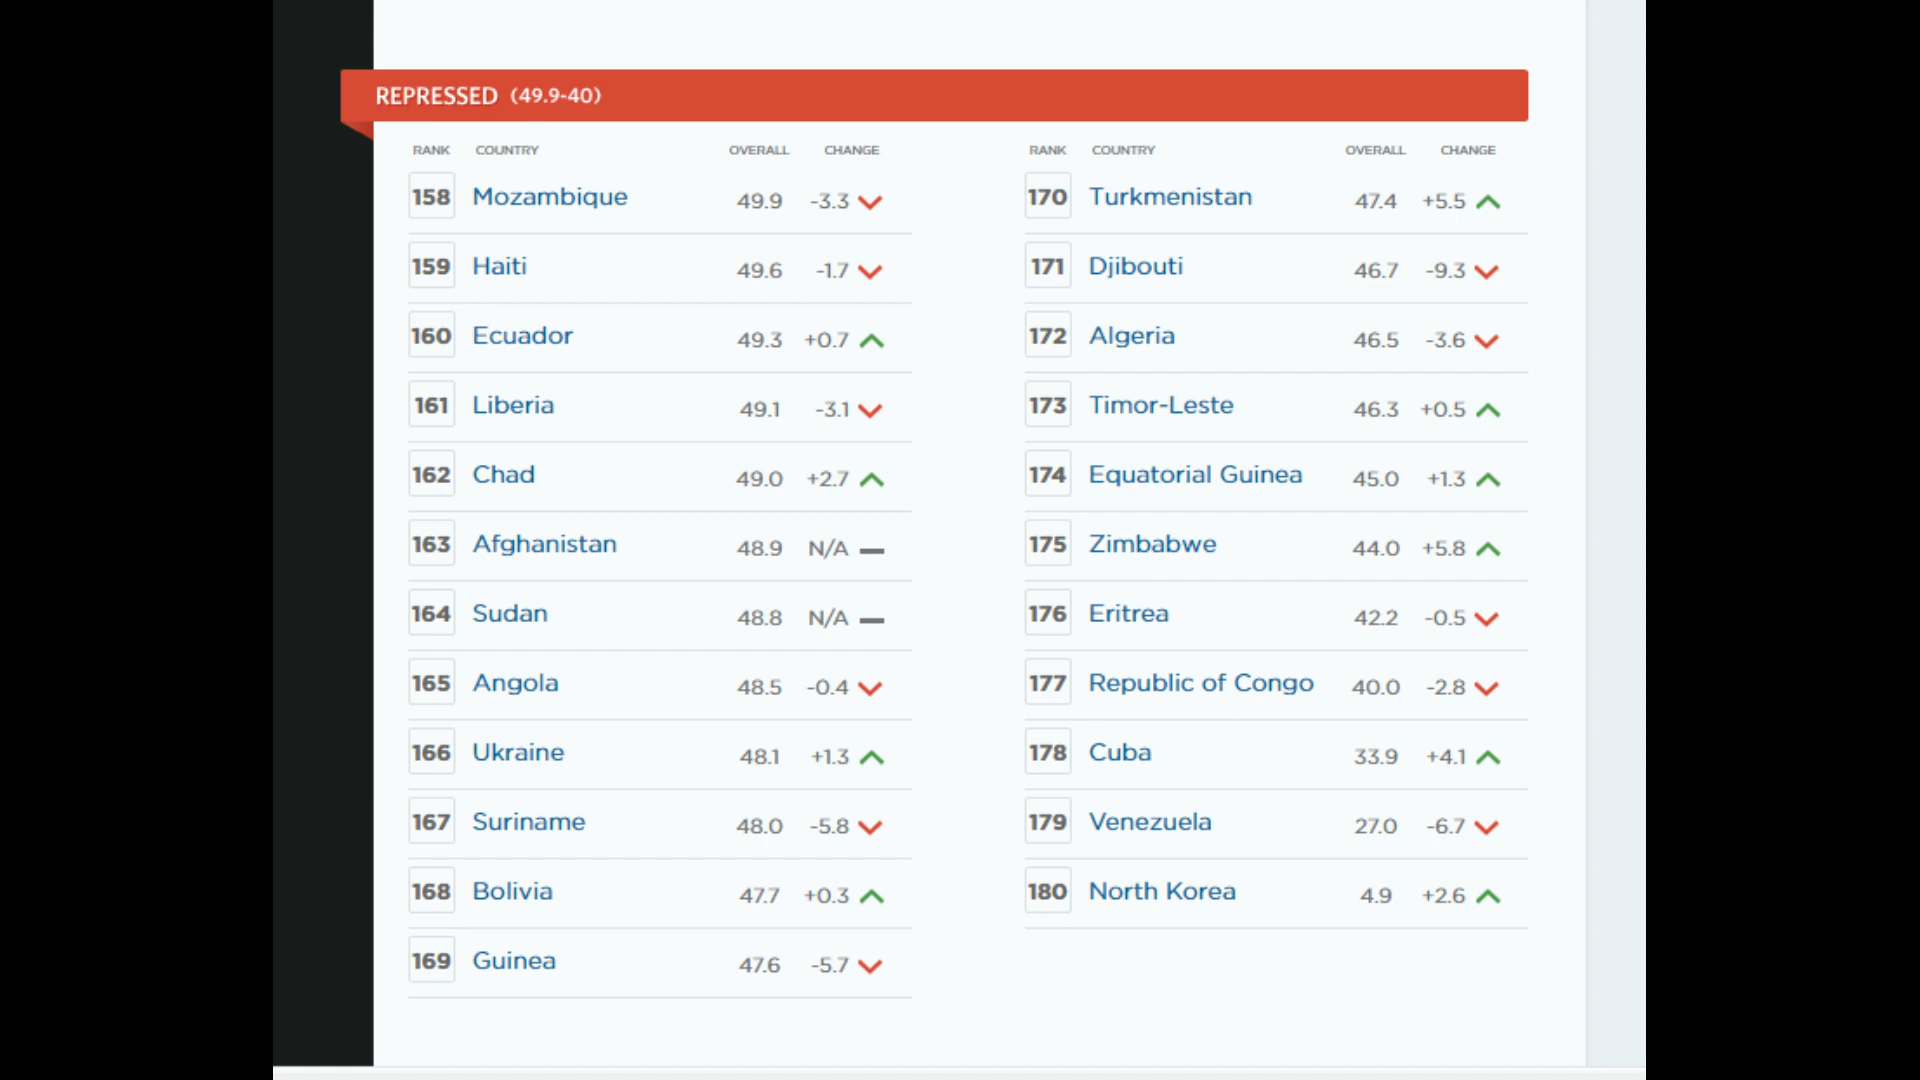 REPRESSED (49.9-40)
RANK COUNTRY OVERALL CHANGE
158 Mozambique 49.9 -3.3
159 Haiti 49.6 -1.7
160 Ecuador 49.3 +0.7
161 Liberia 49.1 -3.1
162 Chad 49.0 +2.7
163 Afghanistan 48.9 N/A
164 Sudan 48.8 N/A
165 Angola 48.5 -0.4
166 Ukraine 48.1 +1.3
167 Suriname 48.0 -5.8
168 Bolivia 47.7 +0.3
169 Guinea 47.6 -5.7
RANK COUNTRY OVERALL CHANGE
170 Turkmenistan 47.4 +5.5
171 Djibouti 46.7 -9.3
172 Algeria 46.5 -3.6
173 Timor-Leste 46.3 +0.5
174 Equatorial Guinea 45.0 +1.3
175 Zimbabwe 44.0 +5.8
176 Eritrea 42.2 -0.5
177 Republic of Congo 40.0 -2.8
178 Cuba 33.9 +4.1
179 Venezuela 27.0 -6.7
180 North Korea 4.9 +2.6